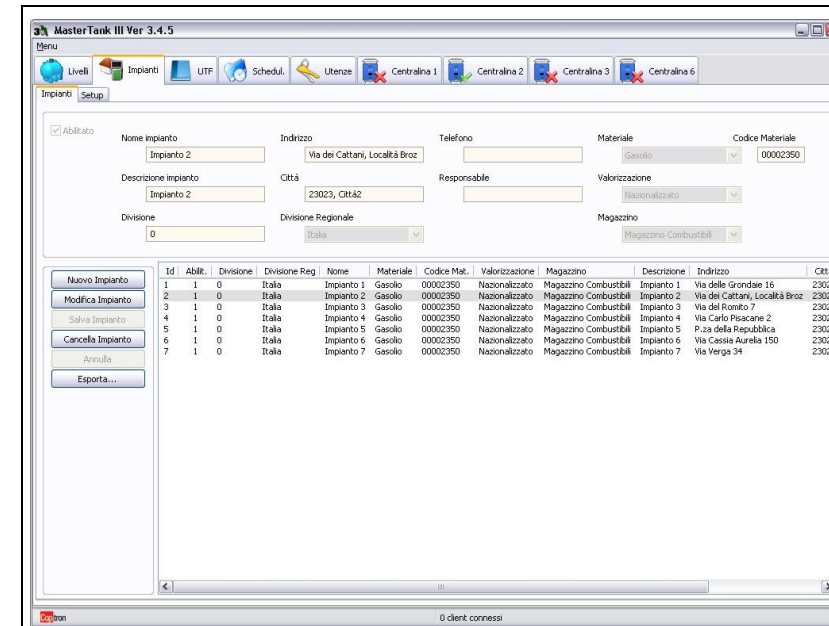 MasterTank III Ver 3.4.5
Menu
Livelli Impianti UTF Schedul. Utenze Centralina 1 Centralina 2 Centralina 3 Centralina 6
Impianti Setup
Abilitato
Nome impianto Indirizzo Telefono Materiale Codice Materiale
Impianto 2 Via dei Cattani, Località Broz Gasolio 00002350
Descrizione impianto Città Responsabile Valorizzazione
Impianto 2 23023, Città2 Nazionalizzato
Divisione Divisione Regionale Magazzino
0 Italia Magazzino Combustibili
Nuovo Impianto
Modifica Impianto
Salva Impianto
Cancella Impianto
Annulla
Esporta...
Id Abilit. Divisione Divisione Reg Nome Materiale Codice Mat. Valorizzazione Magazzino Descrizione Indirizzo Citt
1 1 0 Italia Impianto 1 Gasolio 00002350 Nazionalizzato Magazzino Combustibili Impianto 1 Via delle Grondaie 16 2302
2 1 0 Italia Impianto 2 Gasolio 00002350 Nazionalizzato Magazzino Combustibili Impianto 2 Via dei Cattani, Località Broz 2302
3 1 0 Italia Impianto 3 Gasolio 00002350 Nazionalizzato Magazzino Combustibili Impianto 3 Via del Romito 7 2302
4 1 0 Italia Impianto 4 Gasolio 00002350 Nazionalizzato Magazzino Combustibili Impianto 4 Via Carlo Pisacane 2 2302
5 1 0 Italia Impianto 5 Gasolio 00002350 Nazionalizzato Magazzino Combustibili Impianto 5 P.za della Repubblica 2302
6 1 0 Italia Impianto 6 Gasolio 00002350 Nazionalizzato Magazzino Combustibili Impianto 6 Via Cassia Aurelia 150 2302
7 1 0 Italia Impianto 7 Gasolio 00002350 Nazionalizzato Magazzino Combustibili Impianto 7 Via Verga 34 2302
Coptron 0 client connessi